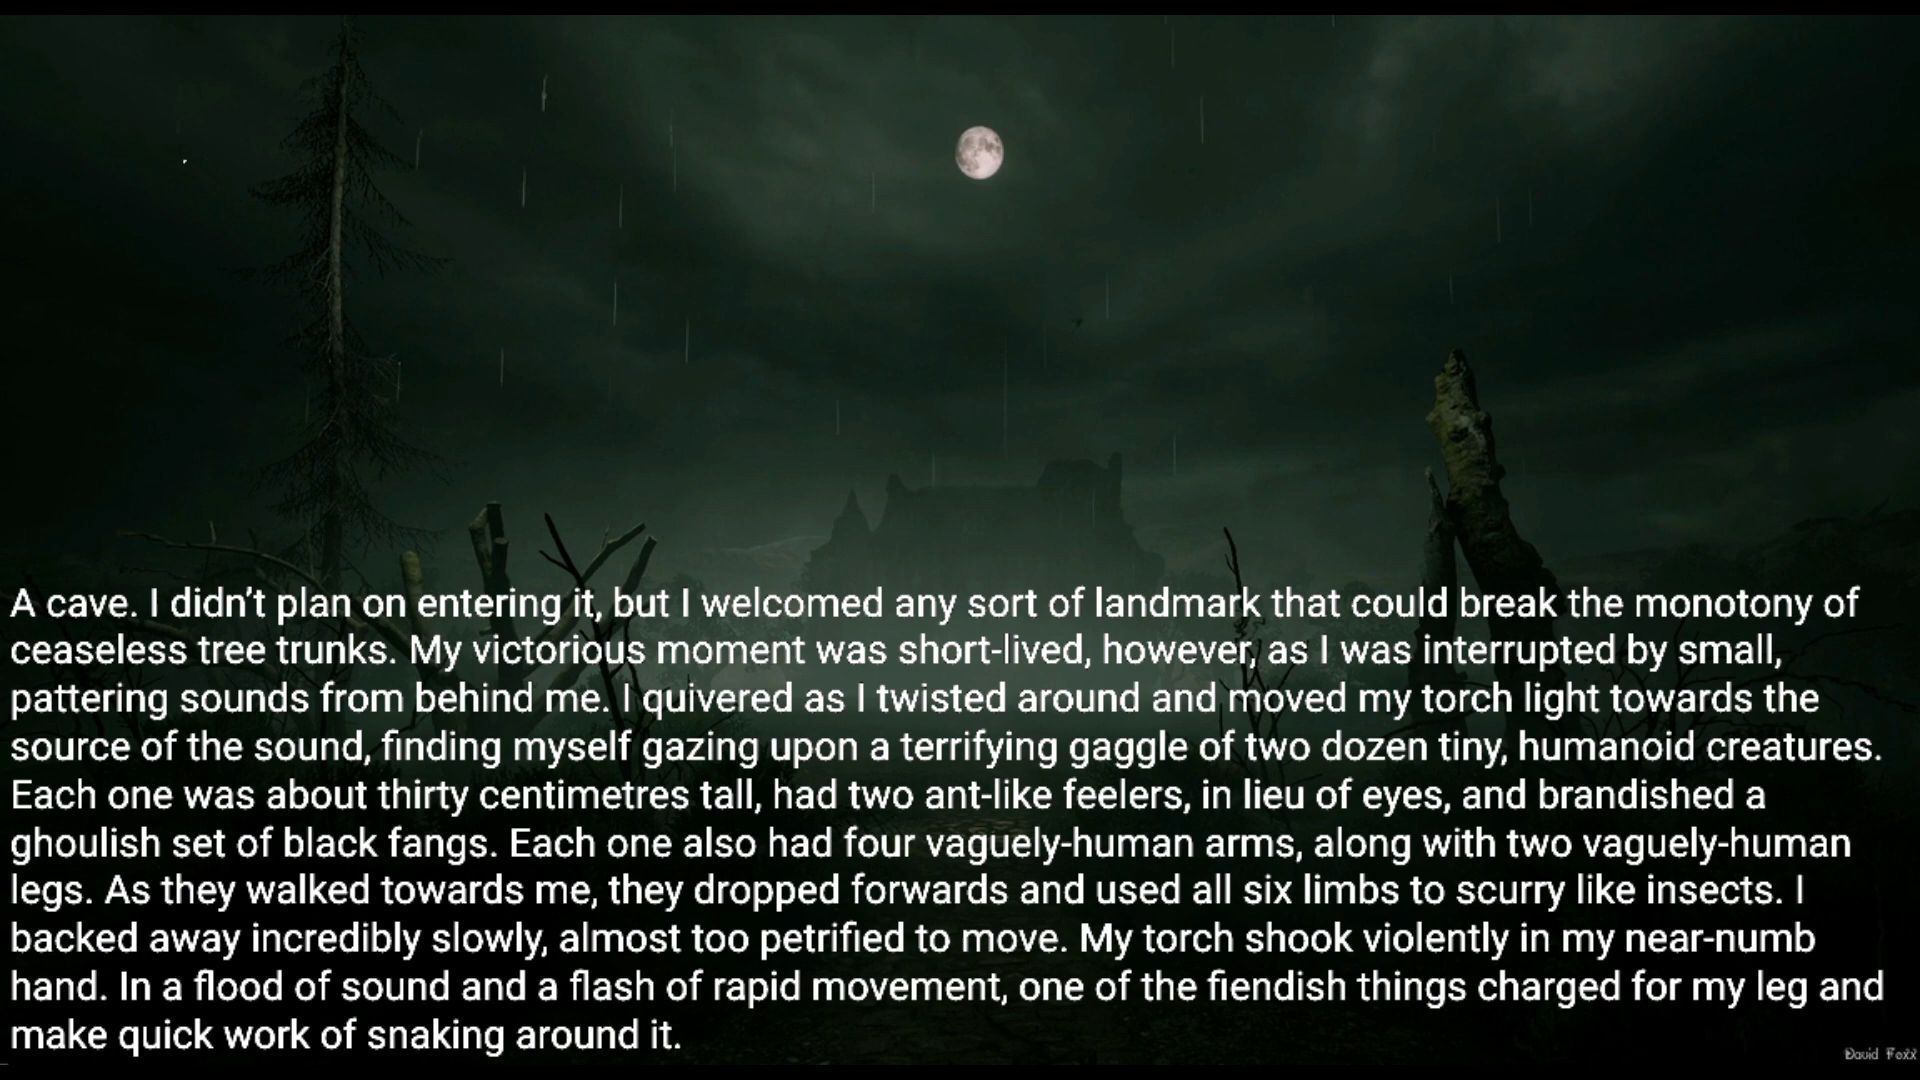 A cave. I didn’t plan on entering it, but I welcomed any sort of landmark that could break the monotony of
ceaseless tree trunks. My victorious moment was short-lived, however, as I was interrupted by small,
pattering sounds from behind me. I quivered as I twisted around and moved my torch light towards the
source of the sound, finding myself gazing upon a terrifying gaggle of two dozen tiny, humanoid creatures.
Each one was about thirty centimetres tall, had two ant-like feelers, in lieu of eyes, and brandished a
ghoulish set of black fangs. Each one also had four vaguely-human arms, along with two vaguely-human
legs. As they walked towards me, they dropped forwards and used all six limbs to scurry like insects. I
backed away incredibly slowly, almost too petrified to move. My torch shook violently in my near-numb
hand. In a flood of sound and a flash of rapid movement, one of the fiendish things charged for my leg and
make quick work of snaking around it.
David Foxx